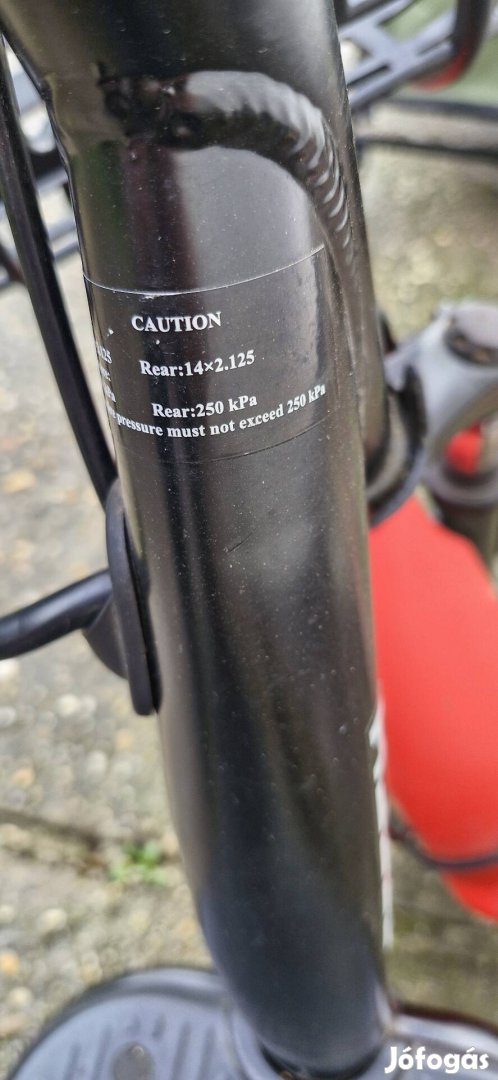 CAUTION
Rear:14×2.125
Rear:250 kPa
pressure must not exceed 250 kPa
Jófogás